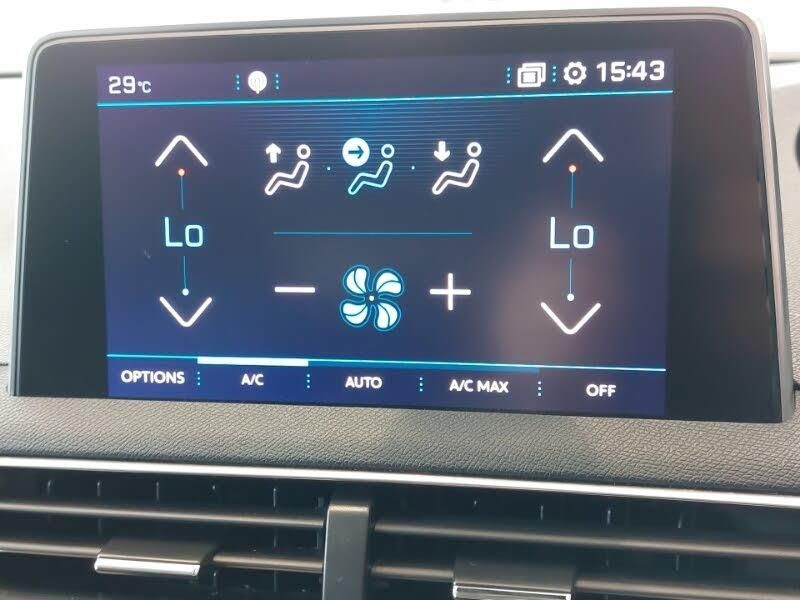 29°C 15:43
Lo Lo
OPTIONS A/C AUTO A/C MAX OFF